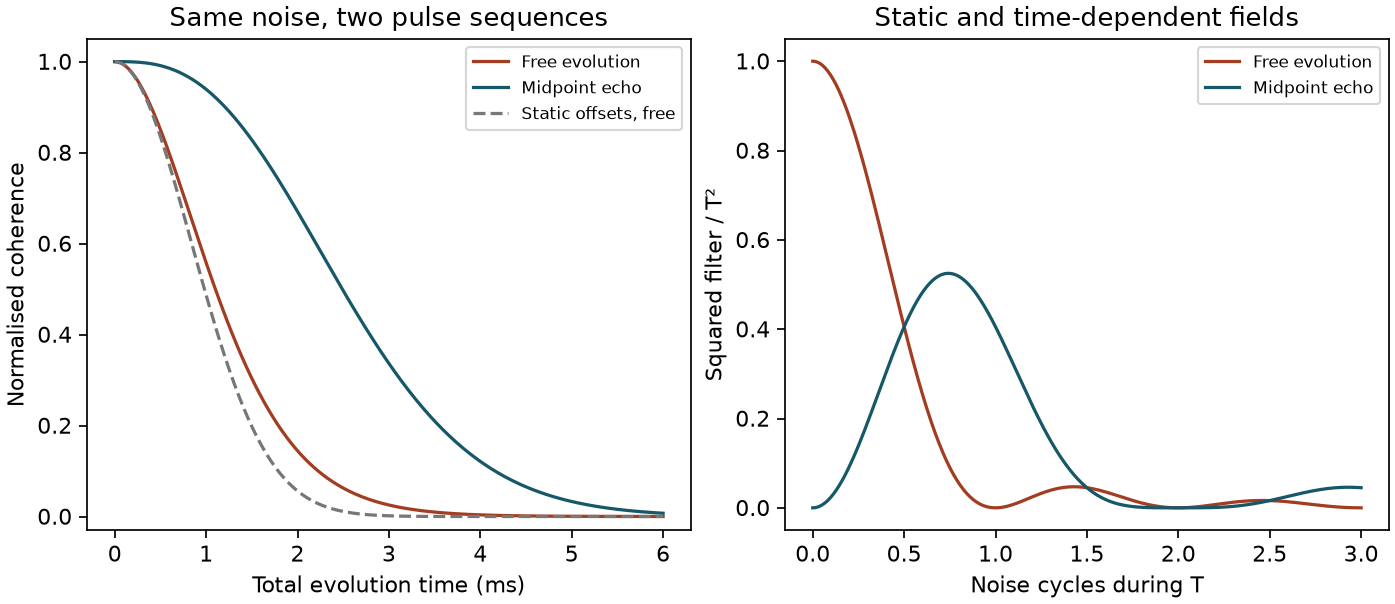 Same noise, two pulse sequences
Normalised coherence
1.0
0.8
0.6
0.4
0.2
0.0
Free evolution
Midpoint echo
Static offsets, free
0
1
2
3
4
5
6
Total evolution time (ms)
Static and time-dependent fields
Squared filter / T²
1.0
0.8
0.6
0.4
0.2
0.0
Free evolution
Midpoint echo
0.0
0.5
1.0
1.5
2.0
2.5
3.0
Noise cycles during T